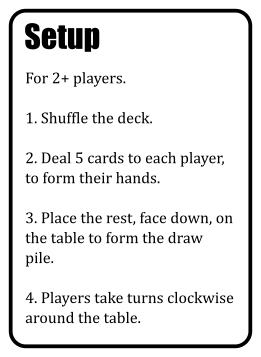 Setup
For 2+ players.
1. Shuffle the deck.
2. Deal 5 cards to each player,
to form their hands.
3. Place the rest, face down, on
the table to form the draw
pile.
4. Players take turns clockwise
around the table.